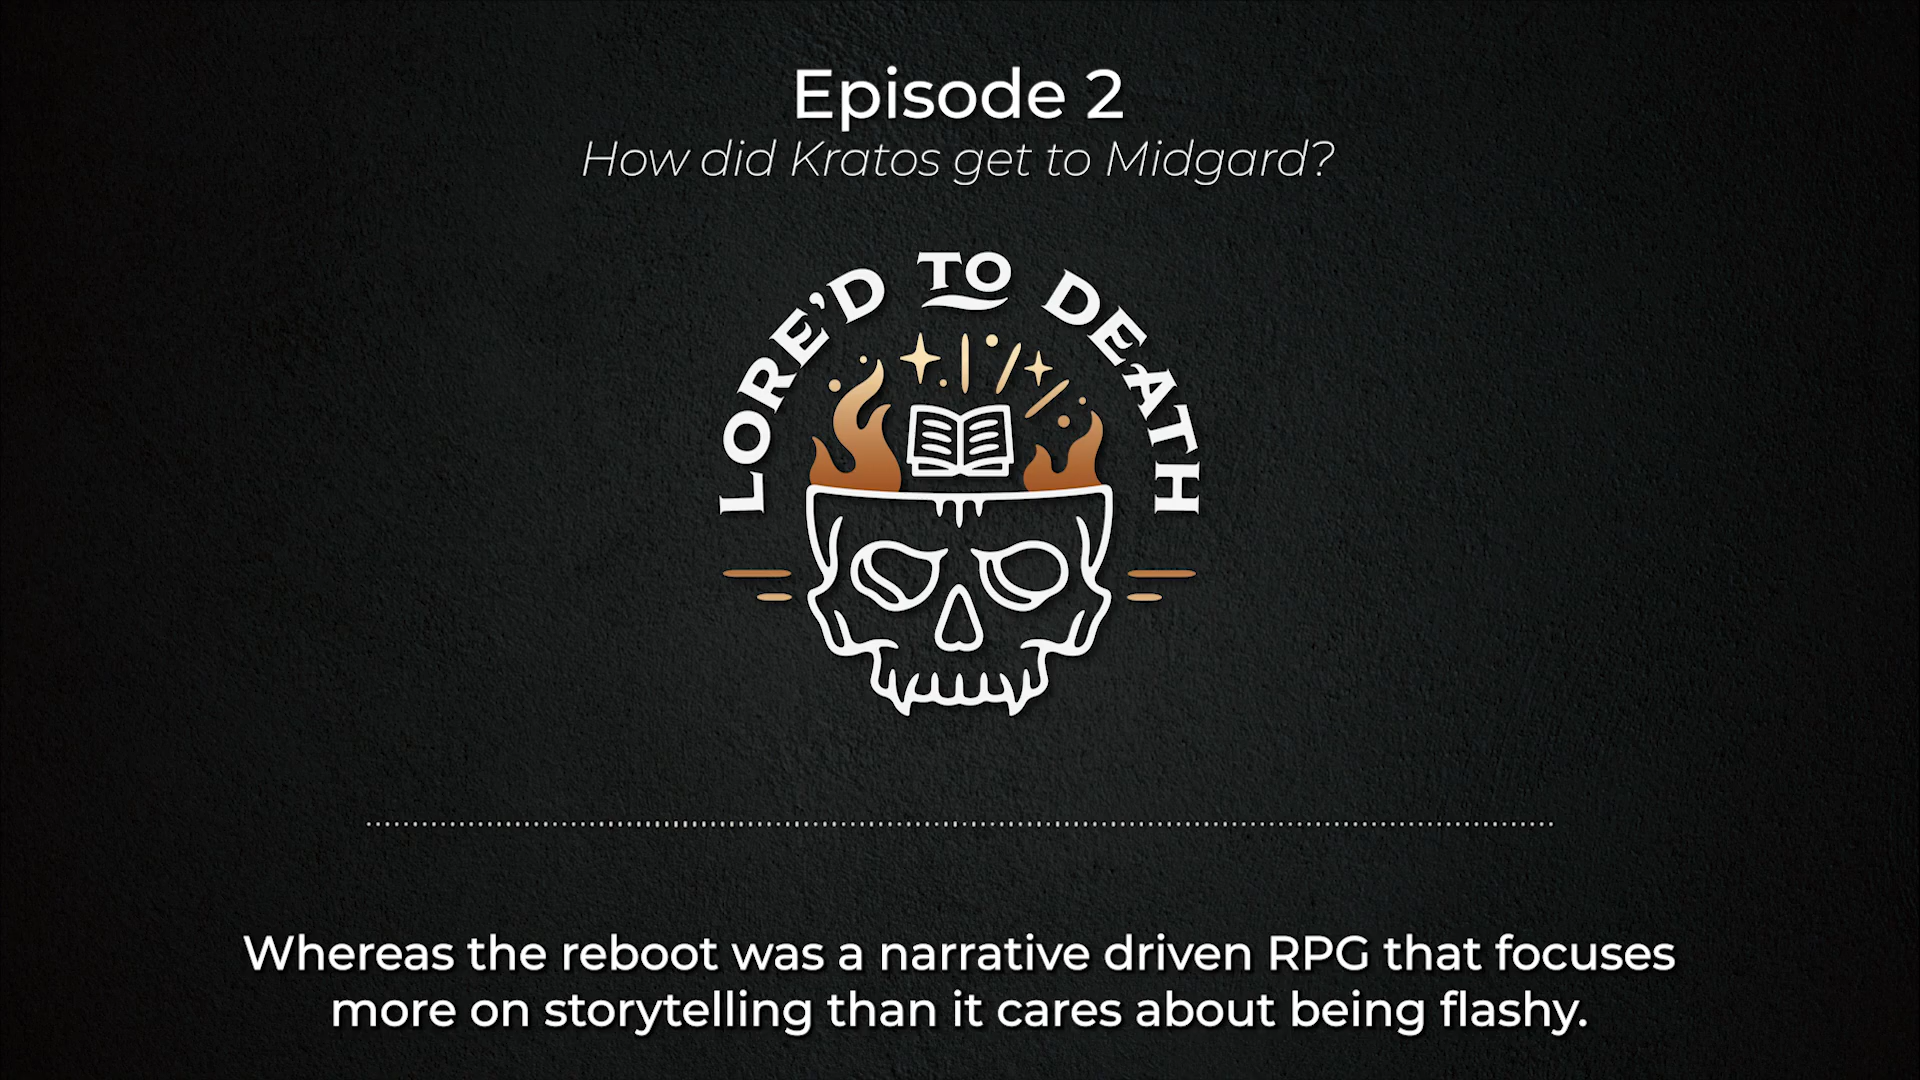 Episode 2
How did Kratos get to Midgard?
LORE'D TO DEATH
Whereas the reboot was a narrative driven RPG that focuses
more on storytelling than it cares about being flashy.